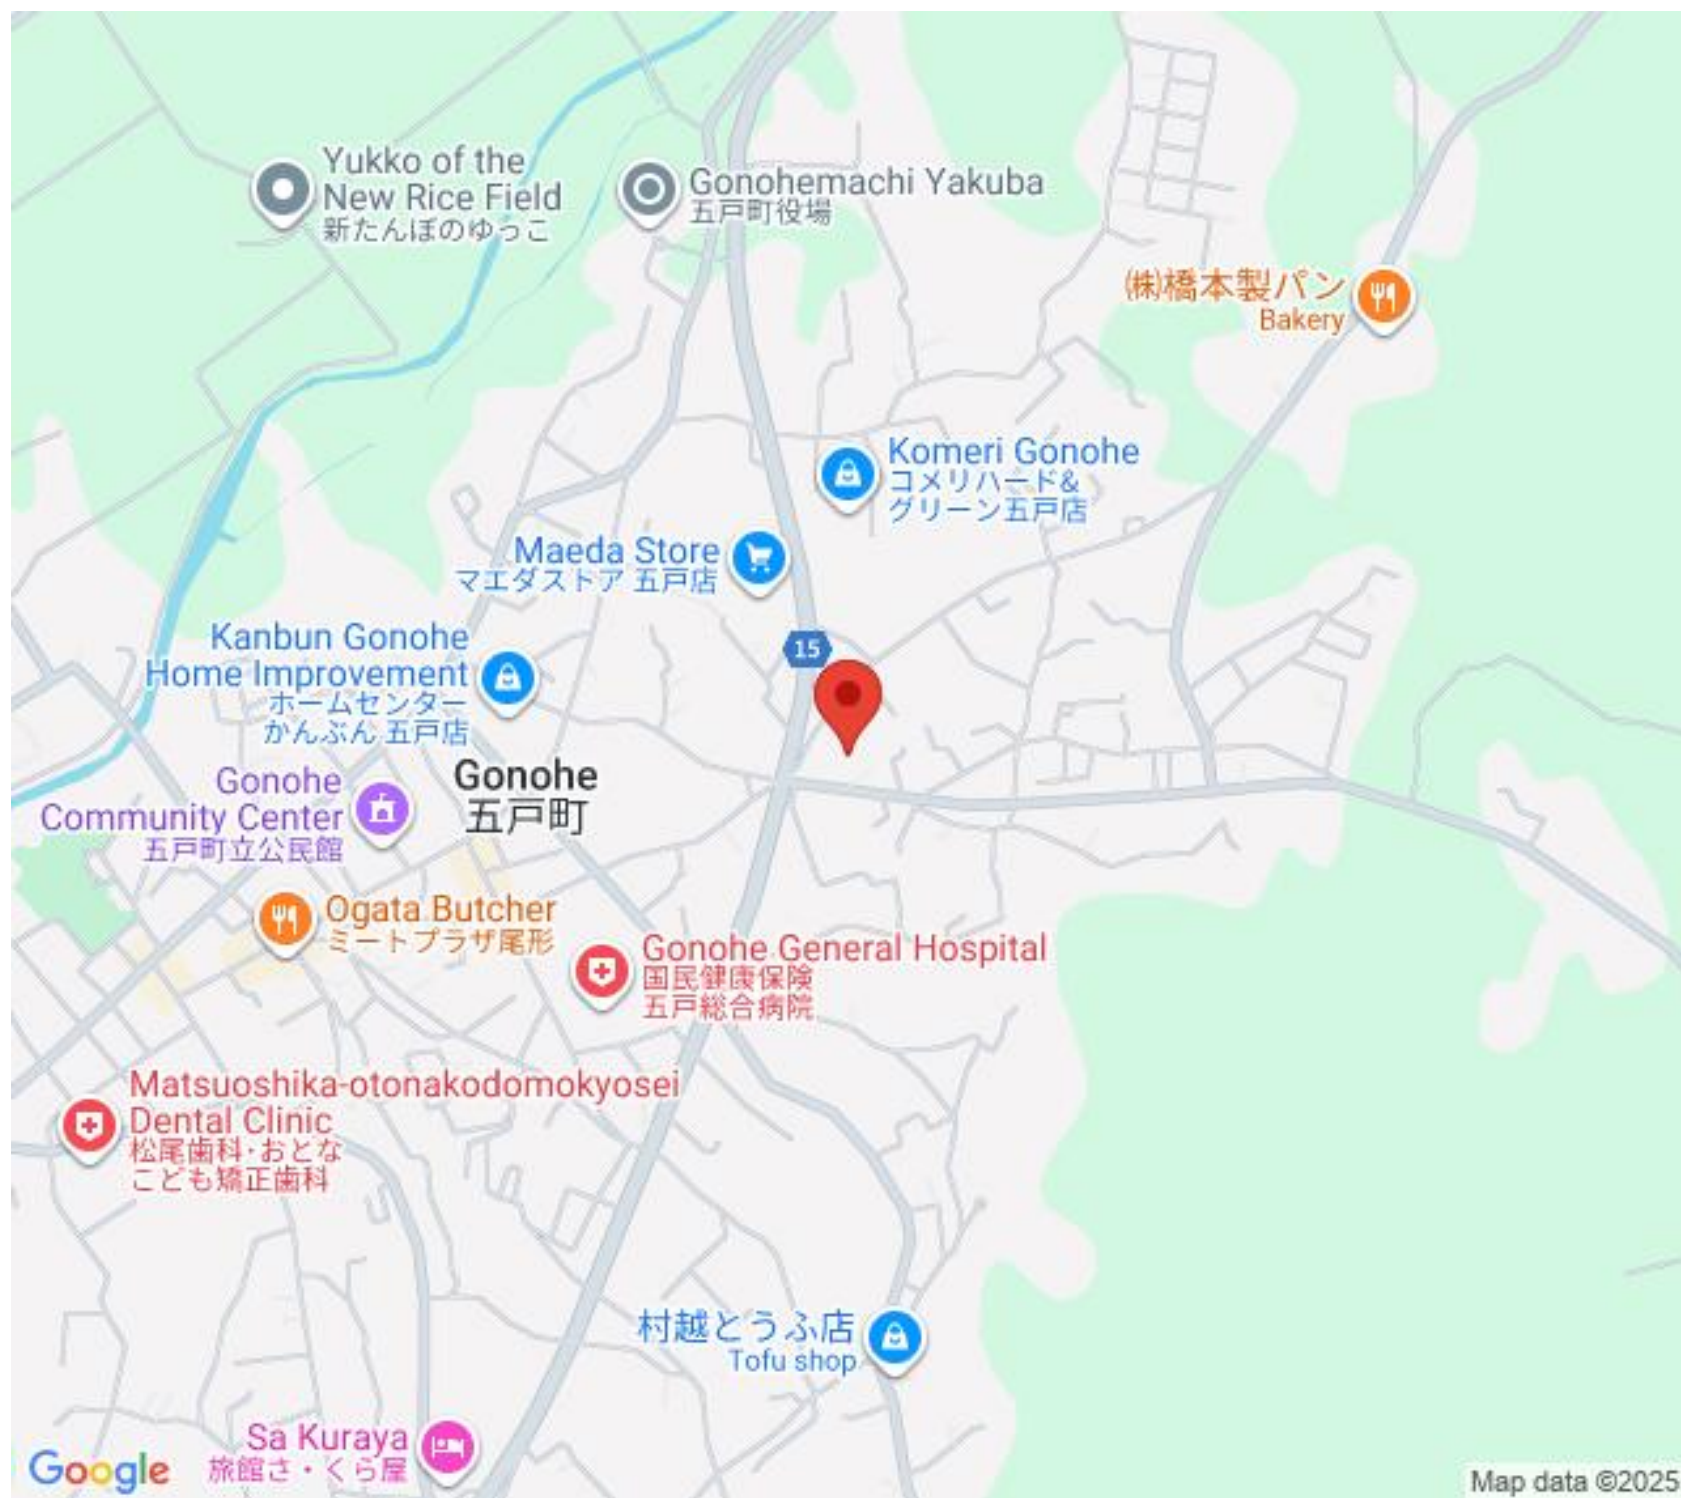 Yukko of the
New Rice Field
新たんぼのゆっこ
Gonohemachi Yakuba
五戸町役場
㈱橋本製パン
Bakery
Komeri Gonohe
コメリハード&
グリーン五戸店
Maeda Store
マエダストア 五戸店
15
Kanbun Gonohe
Home Improvement
ホームセンター
かんぶん 五戸店
Gonohe
五戸町
Gonohe
Community Center
五戸町立公民館
Ogata Butcher
ミートプラザ尾形
Gonohe General Hospital
国民健康保険
五戸総合病院
Matsuoshika-otonakodomokyosei
Dental Clinic
松尾歯科・おとな
こども矯正歯科
村越とうふ店
Tofu shop
Sa Kuraya
旅館さ・くら屋
Google
Map data ©2025